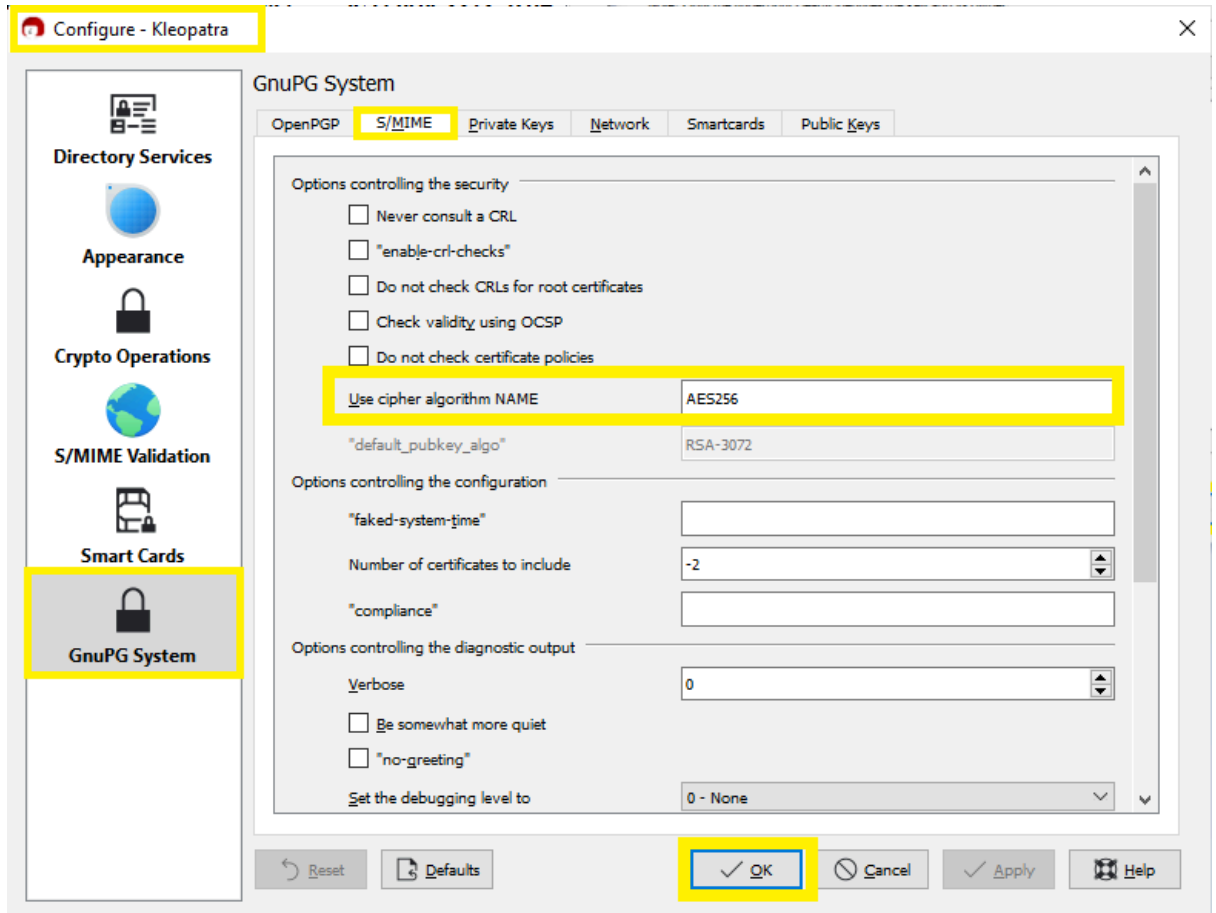 Configure - Kleopatra
Directory Services
Appearance
Crypto Operations
S/MIME Validation
Smart Cards
GnuPG System
GnuPG System
OpenPGP S/MIME Private Keys Network Smartcards Public Keys
Options controlling the security
Never consult a CRL
"enable-crl-checks"
Do not check CRLs for root certificates
Check validity using OCSP
Do not check certificate policies
Use cipher algorithm NAME AES256
"default_pubkey_algo" RSA-3072
Options controlling the configuration
"faked-system-time"
Number of certificates to include -2
"compliance"
Options controlling the diagnostic output
Verbose 0
Be somewhat more quiet
"no-greeting"
Set the debugging level to 0 - None
Reset Defaults OK Cancel Apply Help